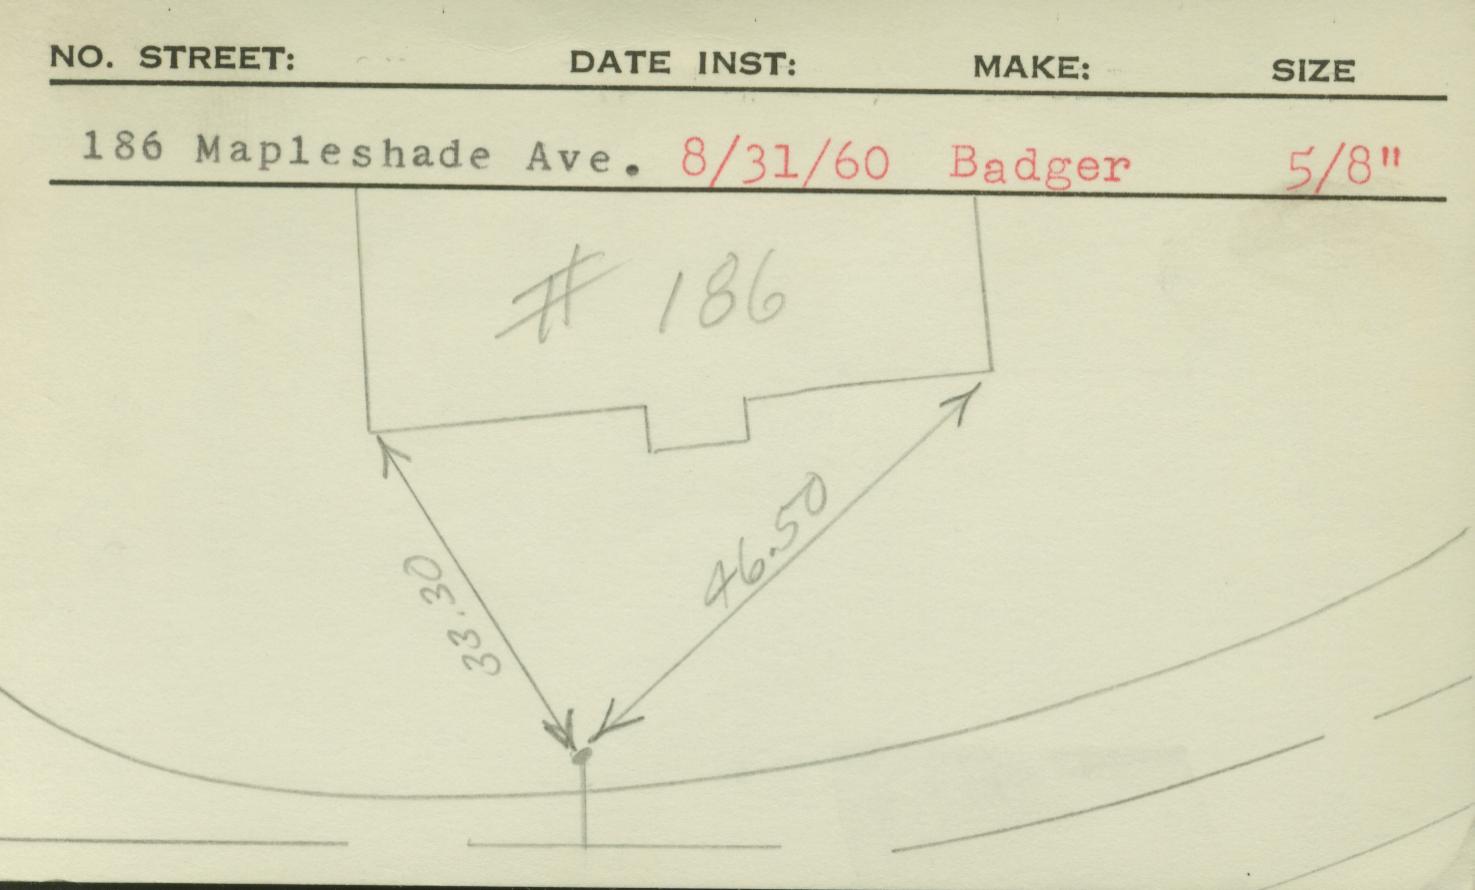 NO. STREET: DATE INST: MAKE: SIZE
186 Mapleshade Ave. 8/31/60 Badger 5/8"
# 186
46.50
33.30